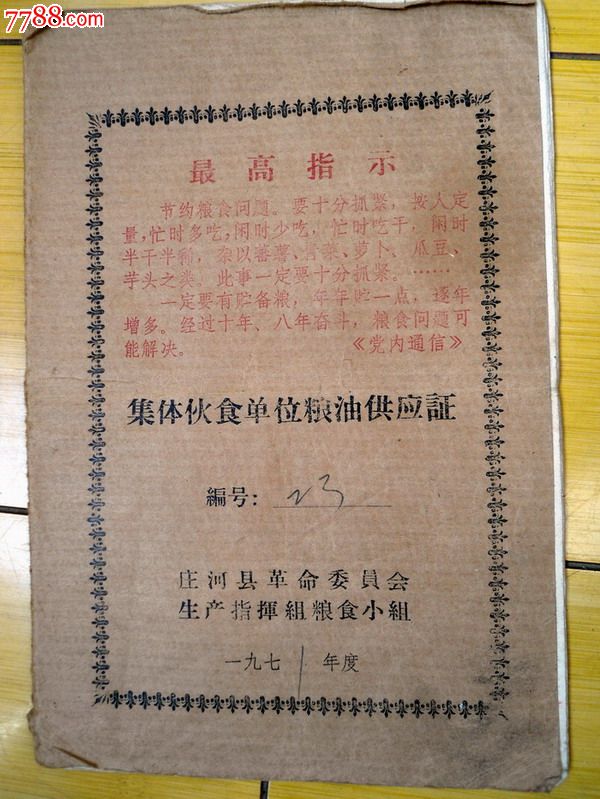 7788.com
最高指示
节约粮食问题。要十分抓紧，按人定
量，忙时多吃，闲时少吃，忙时吃干，闲时
半干半稀，杂以蕃薯、青菜、萝卜、瓜豆、
芋头之类。此事一定要十分抓紧。……
一定要有贮备粮，年年贮一点，逐年
增多。经过十年、八年奋斗，粮食问题可
能解决。《党内通信》
集体伙食单位粮油供应証
編号：23
庄河县革命委員会
生产指揮組粮食小組
一九七1年度